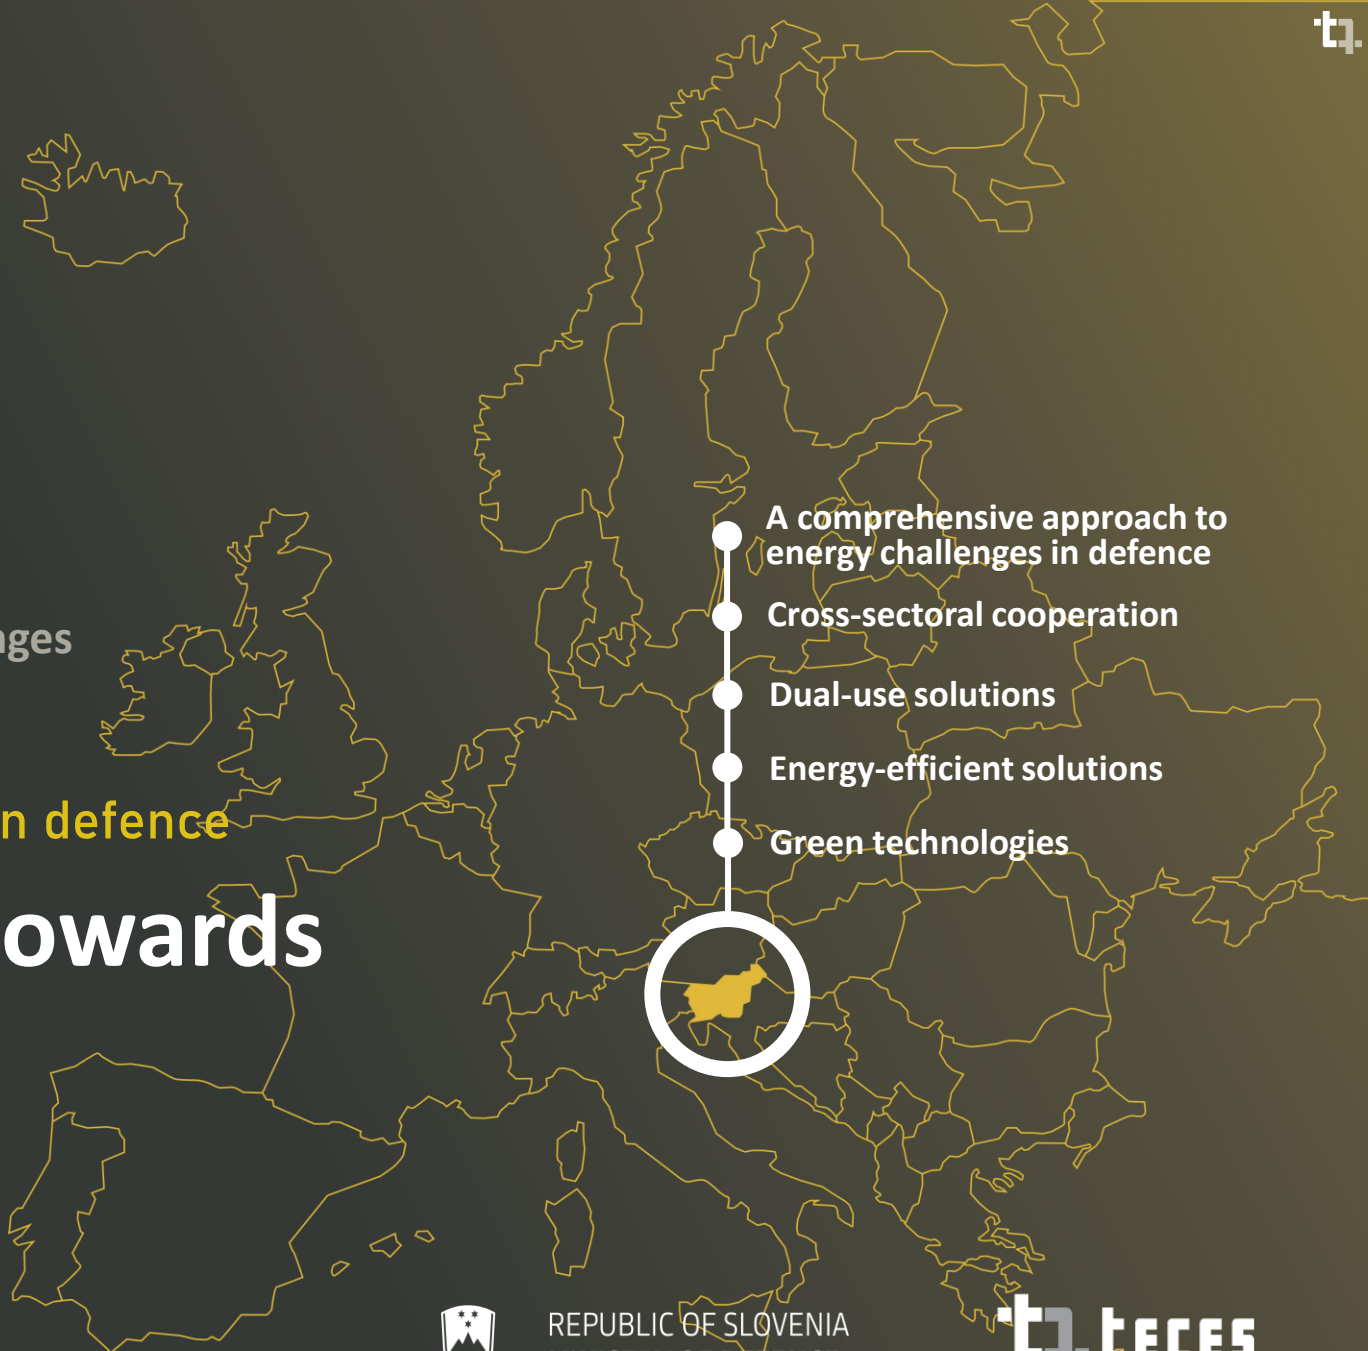 A comprehensive approach to
energy challenges in defence
Cross-sectoral cooperation
nges
Dual-use solutions
Energy-efficient solutions
n defence
Green technologies
owards
REPUBLIC OF SLOVENIA
teces